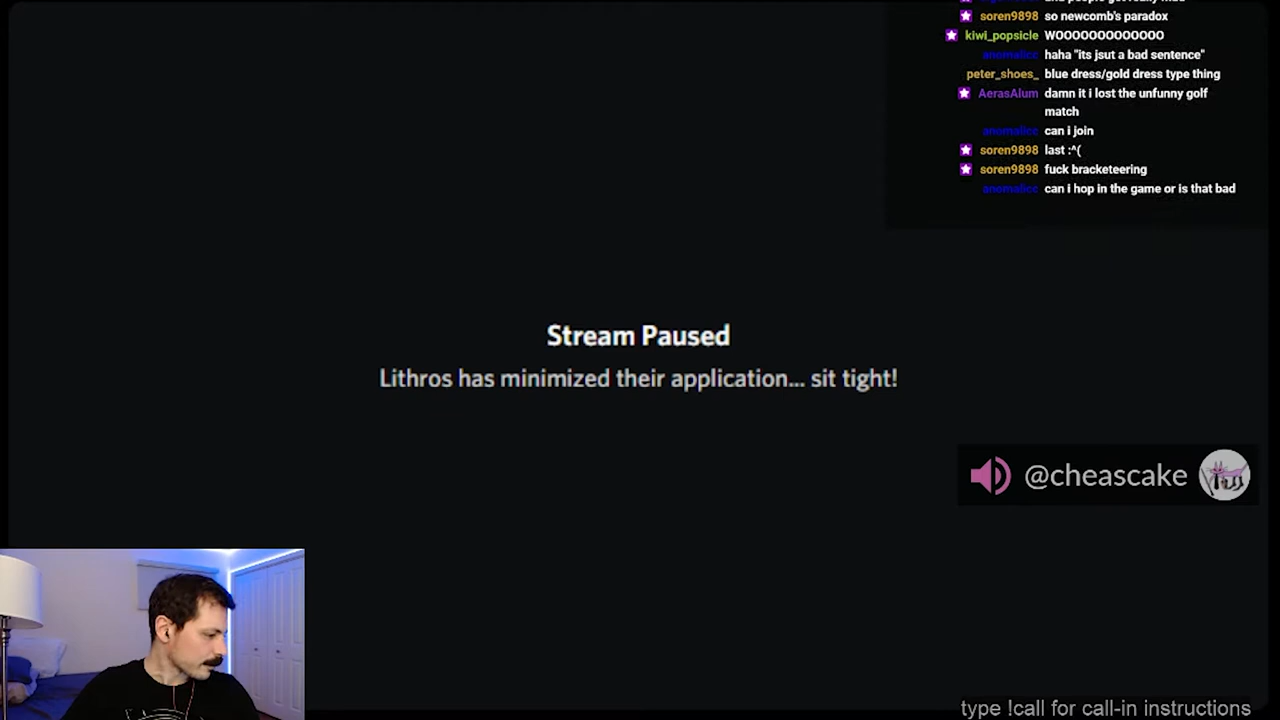 soren9898 so newcomb's paradox
kiwi_popsicle WOOOOOOOOOOOOO
anomalicc haha "its jsut a bad sentence"
peter_shoes_ blue dress/gold dress type thing
AerasAlum damn it i lost the unfunny golf
match
anomalicc can i join
soren9898 last :^(
soren9898 fuck bracketeering
anomalicc can i hop in the game or is that bad
Stream Paused
Lithros has minimized their application... sit tight!
@cheascake
type !call for call-in instructions